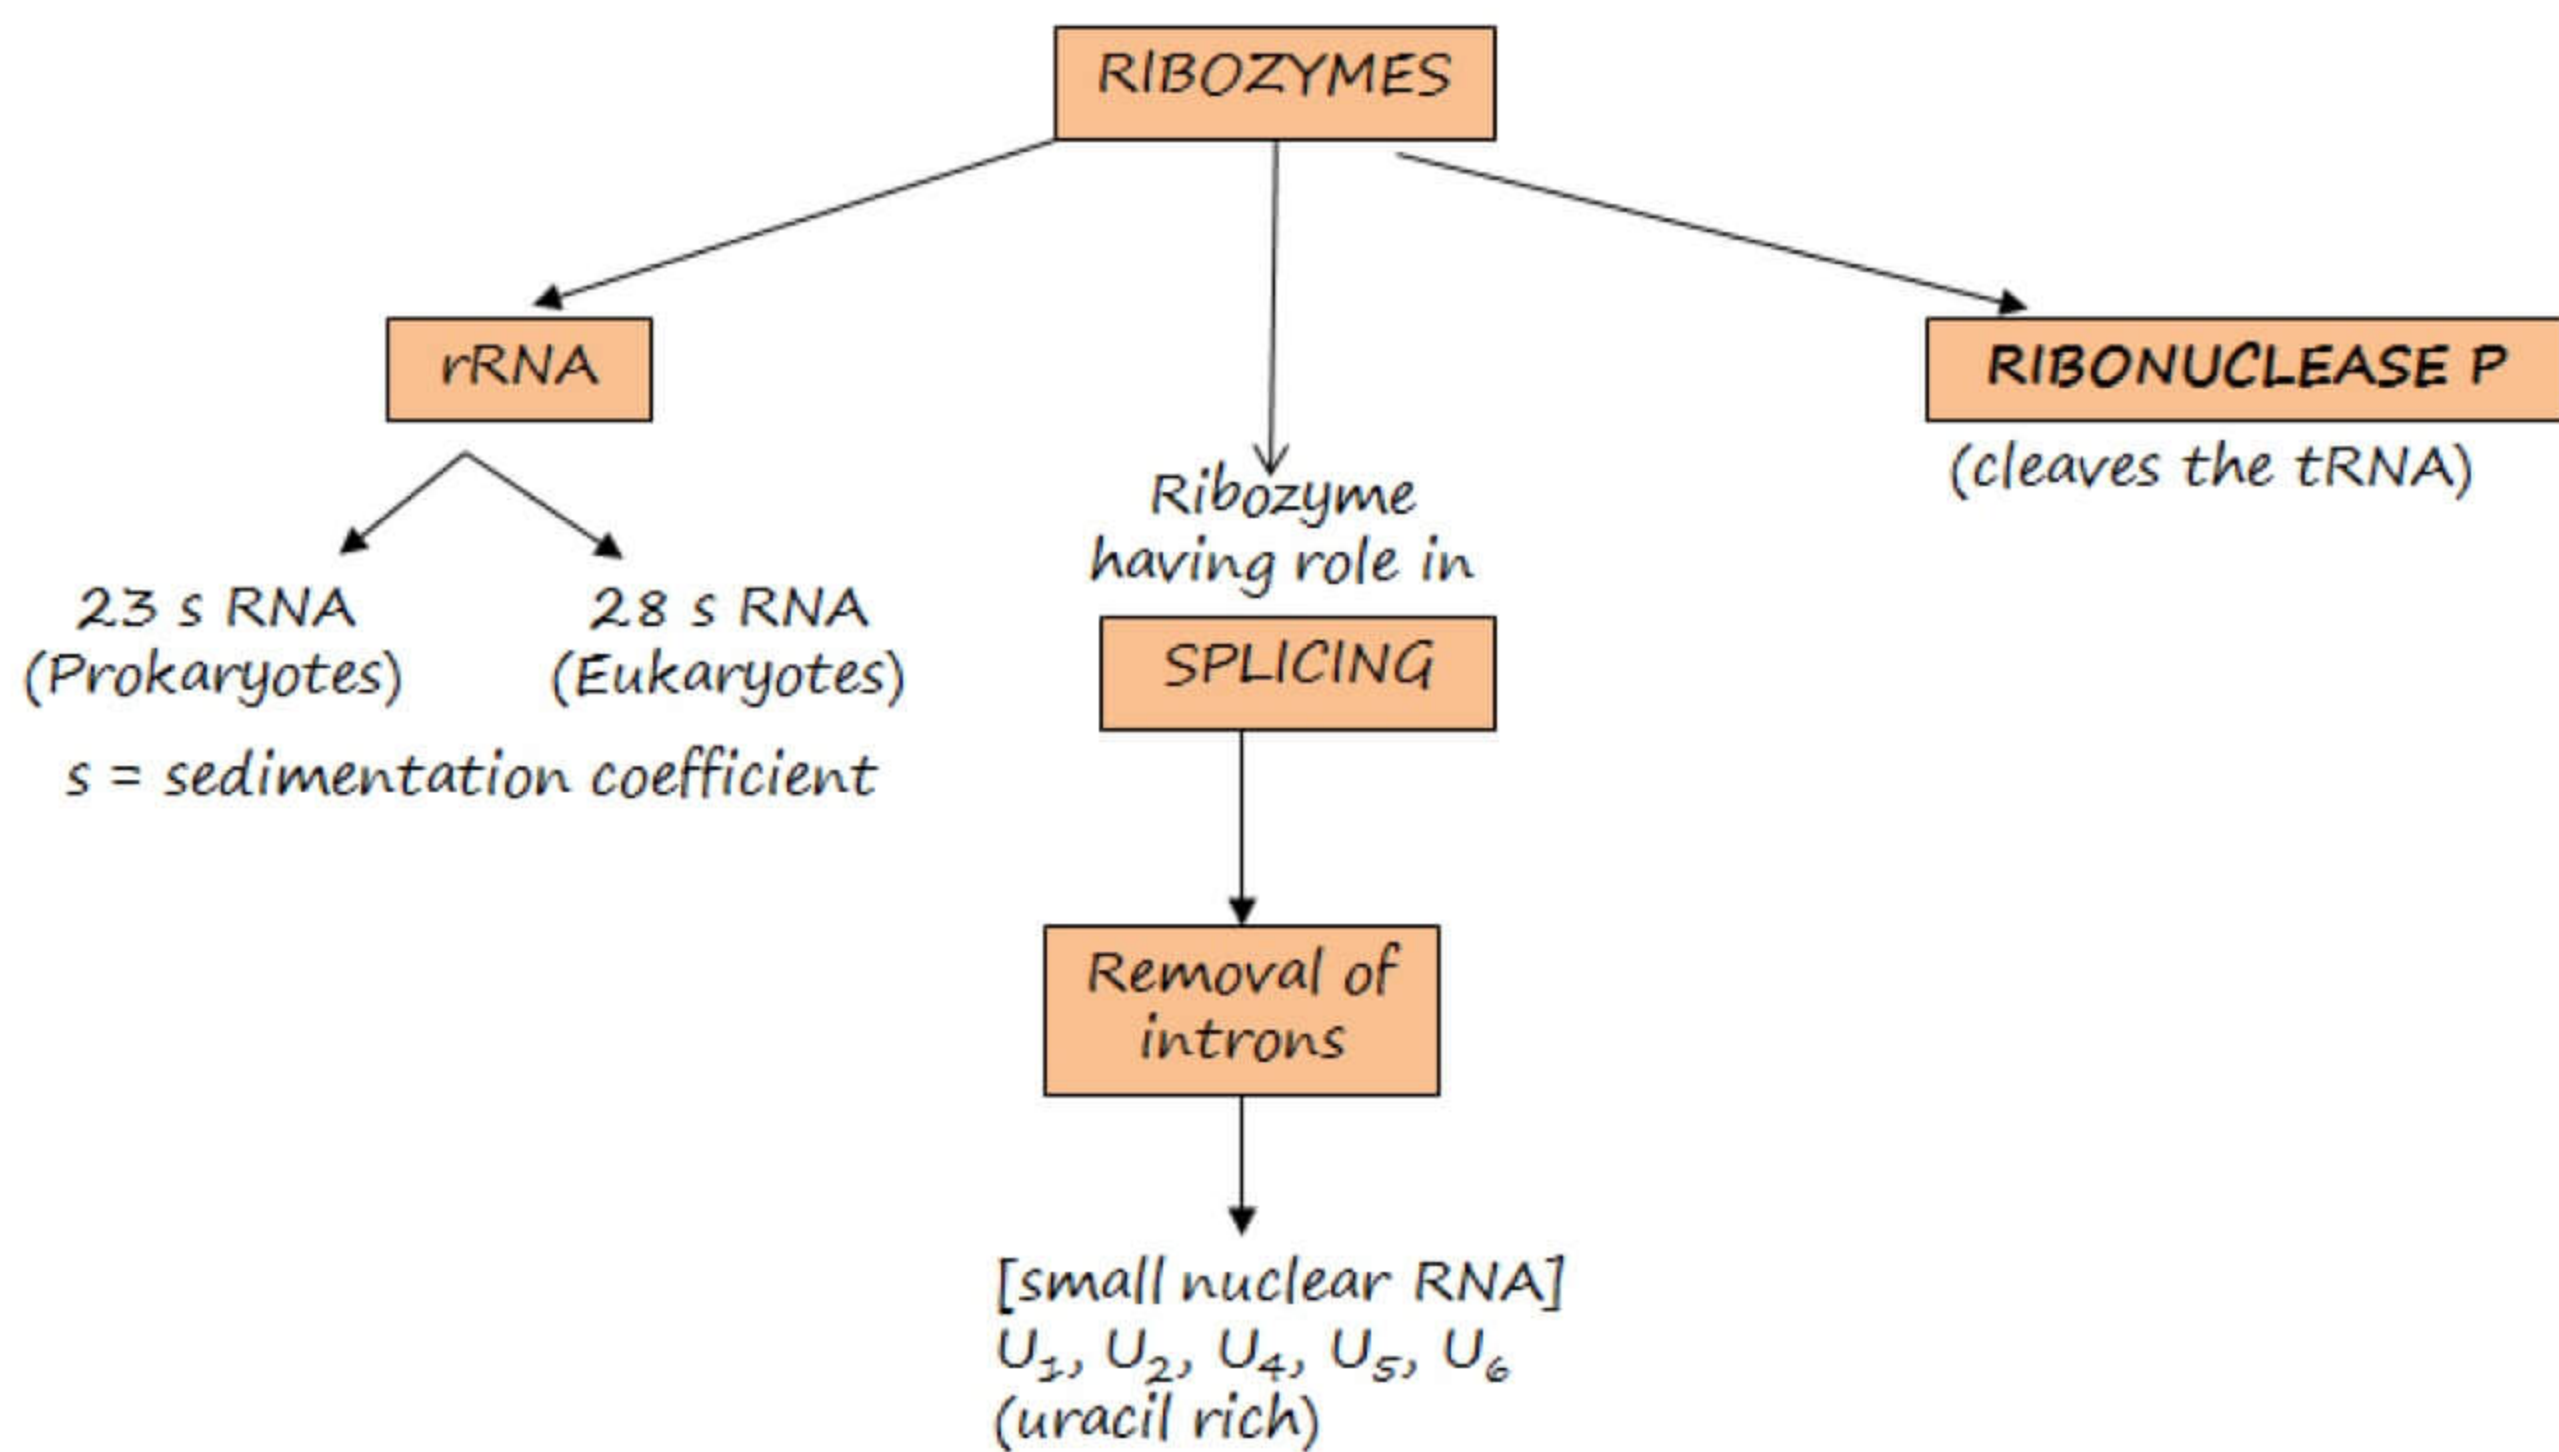 RIBOZYMES
rRNA
23 s RNA
(Prokaryotes)
28 s RNA
(Eukaryotes)
s = sedimentation coefficient
Ribozyme
having role in
SPLICING
Removal of
introns
[small nuclear RNA]
U₁, U₂, U₄, U₅, U₆
(uracil rich)
RIBONUCLEASE P
(cleaves the tRNA)